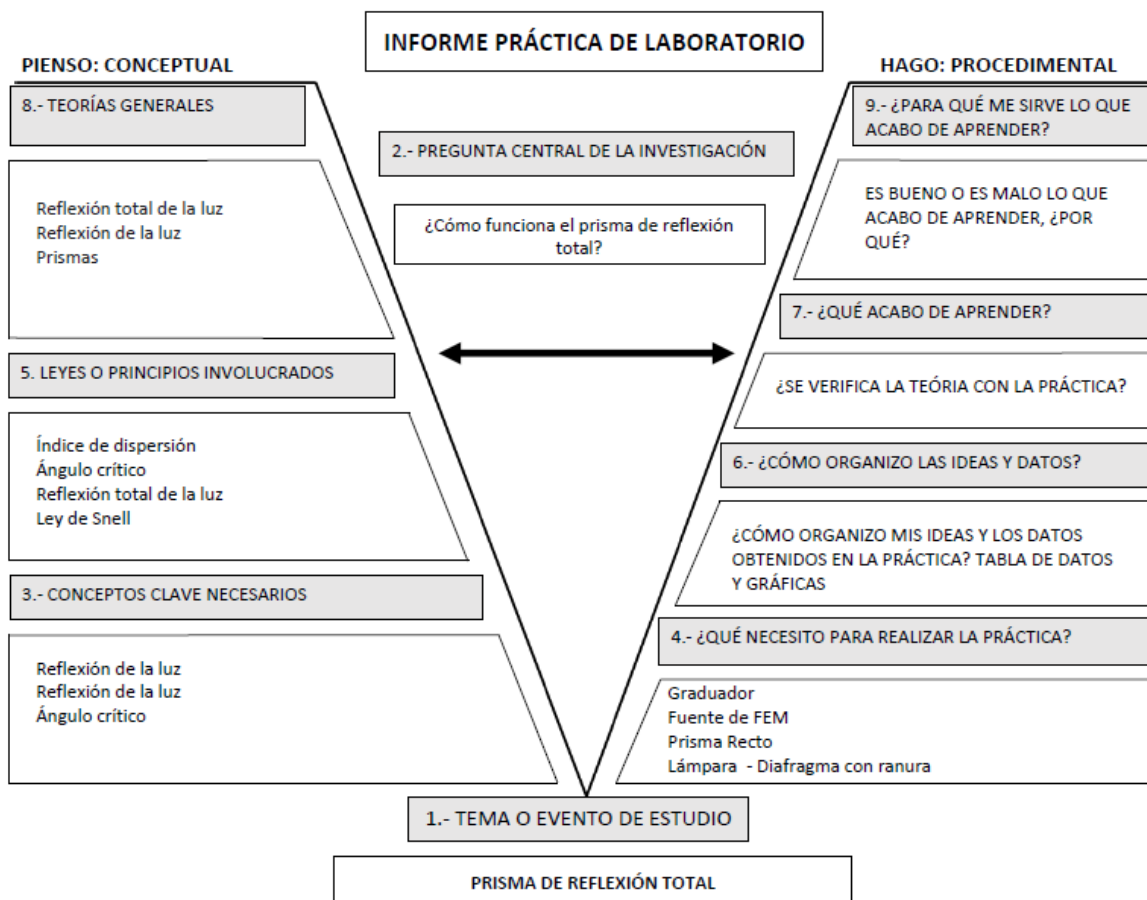 INFORME PRÁCTICA DE LABORATORIO
PIENSO: CONCEPTUAL
HAGO: PROCEDIMENTAL
8.- TEORÍAS GENERALES
Reflexión total de la luz
Reflexión de la luz
Prismas
5. LEYES O PRINCIPIOS INVOLUCRADOS
Índice de dispersión
Ángulo crítico
Reflexión total de la luz
Ley de Snell
3.- CONCEPTOS CLAVE NECESARIOS
Reflexión de la luz
Reflexión de la luz
Ángulo crítico
2.- PREGUNTA CENTRAL DE LA INVESTIGACIÓN
¿Cómo funciona el prisma de reflexión
total?
9.- ¿PARA QUÉ ME SIRVE LO QUE
ACABO DE APRENDER?
ES BUENO O ES MALO LO QUE
ACABO DE APRENDER, ¿POR
QUÉ?
7.- ¿QUÉ ACABO DE APRENDER?
¿SE VERIFICA LA TEÓRIA CON LA PRÁCTICA?
6.- ¿CÓMO ORGANIZO LAS IDEAS Y DATOS?
¿CÓMO ORGANIZO MIS IDEAS Y LOS DATOS
OBTENIDOS EN LA PRÁCTICA? TABLA DE DATOS
Y GRÁFICAS
4.- ¿QUÉ NECESITO PARA REALIZAR LA PRÁCTICA?
Graduador
Fuente de FEM
Prisma Recto
Lámpara - Diafragma con ranura
1.- TEMA O EVENTO DE ESTUDIO
PRISMA DE REFLEXIÓN TOTAL